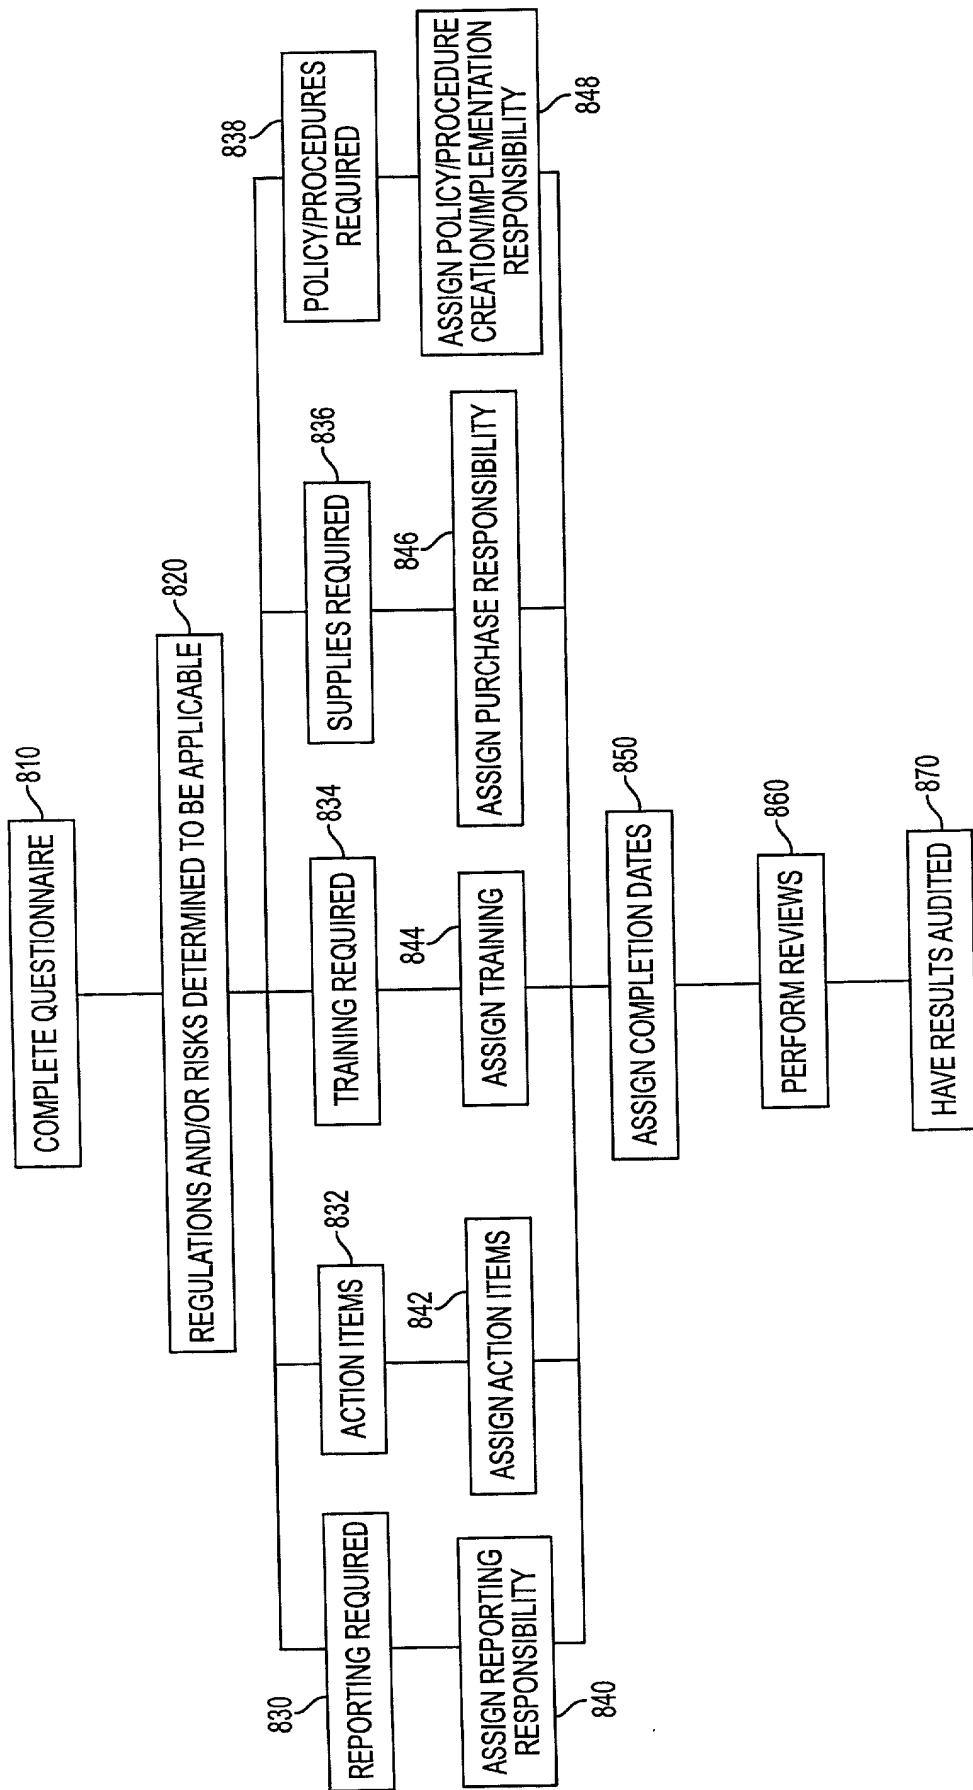 COMPLETE QUESTIONNAIRE
810
REGULATIONS AND/OR RISKS DETERMINED TO BE APPLICABLE
820
830
REPORTING REQUIRED
ACTION ITEMS
832
TRAINING REQUIRED
834
SUPPLIES REQUIRED
836
POLICY/PROCEDURES
REQUIRED
838
ASSIGN REPORTING
RESPONSIBILITY
840
842
ASSIGN ACTION ITEMS
844
ASSIGN TRAINING
846
ASSIGN PURCHASE RESPONSIBILITY
ASSIGN POLICY/PROCEDURE
CREATION/IMPLEMENTATION
RESPONSIBILITY
848
ASSIGN COMPLETION DATES
850
PERFORM REVIEWS
860
HAVE RESULTS AUDITED
870